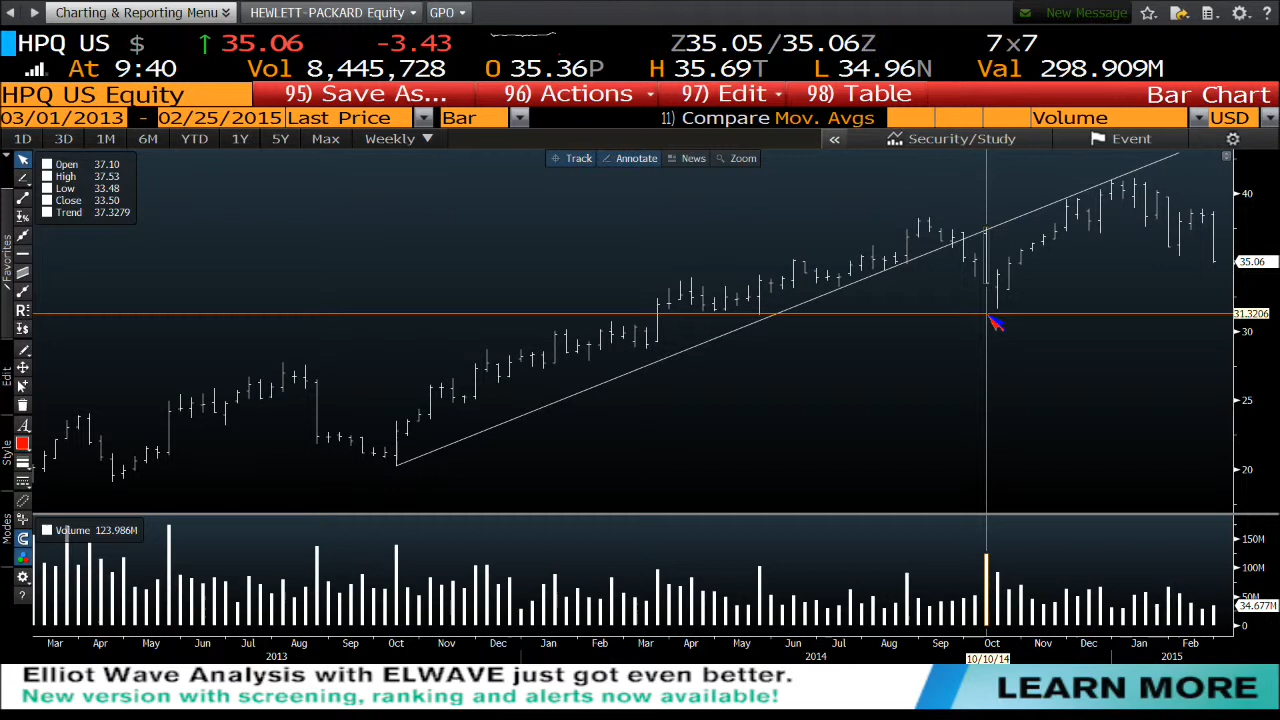 Charting & Reporting Menu HEWLETT-PACKARD Equity GPO New Message ?
HPQ US $ ↑ 35.06 -3.43 Z35.05/35.06Z 7x7
At 9:40 Vol 8,445,728 O 35.36P H 35.69T L 34.96N Val 298.909M
HPQ US Equity 95) Save As... 96) Actions 97) Edit 98) Table Bar Chart
03/01/2013 - 02/25/2015 Last Price Bar 11) Compare Mov. Avgs Volume USD
1D 3D 1M 6M YTD 1Y 5Y Max Weekly « Security/Study Event
Track Annotate News Zoom
Open 37.10
High 37.53
Low 33.48
Close 33.50
Trend 37.3279
Favorites
Edit
Style
Modes
40
35.06
31.3206
30
25
20
Volume 123.986M
150M
100M
50M
34.677M
0
Mar Apr May Jun Jul Aug Sep Oct Nov Dec Jan Feb Mar Apr May Jun Jul Aug Sep Oct Nov Dec Jan Feb
2013 2014 10/10/14 2015
Elliot Wave Analysis with ELWAVE just got even better.
New version with screening, ranking and alerts now available!
LEARN MORE